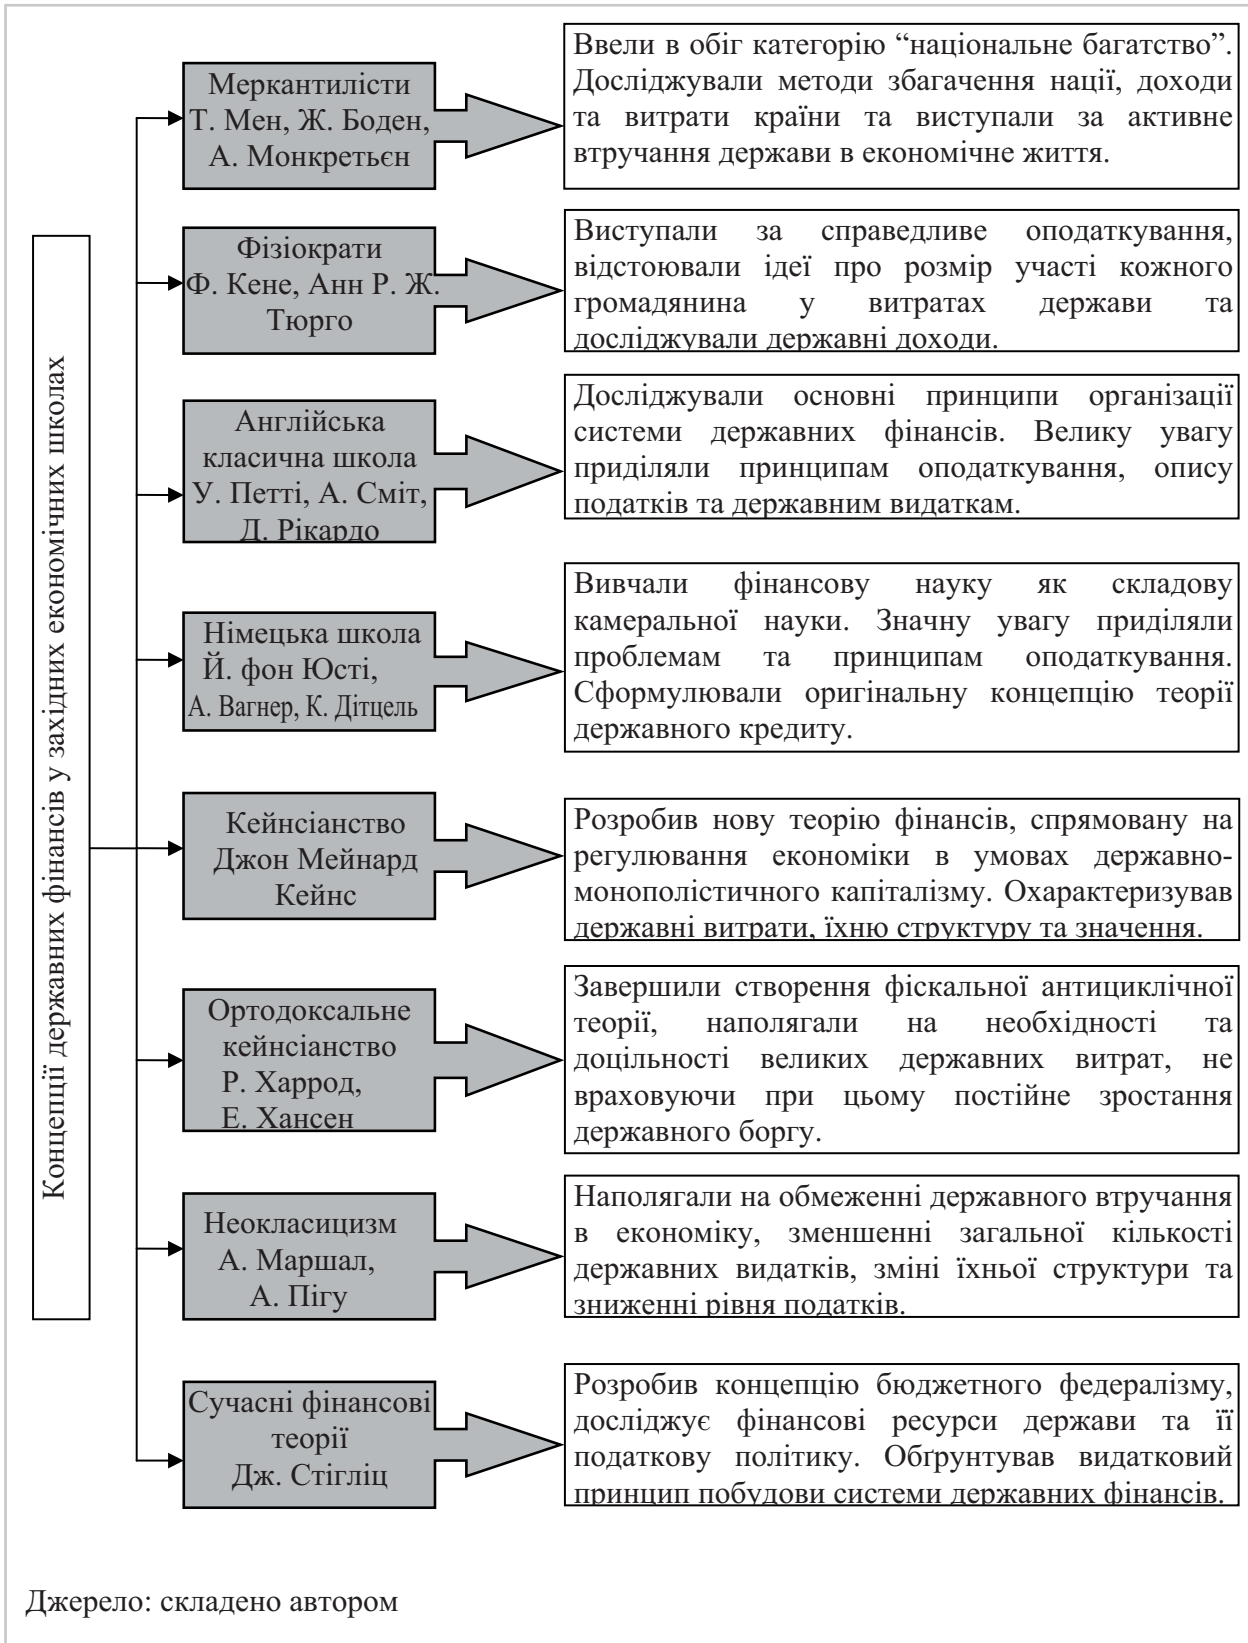 Концепції державних фінансів у західних економічних школах
Меркантилісти
Т. Мен, Ж. Боден,
А. Монкретьєн
Ввели в обіг категорію “національне багатство”.
Досліджували методи збагачення нації, доходи
та витрати країни та виступали за активне
втручання держави в економічне життя.
Фізіократи
Ф. Кене, Анн Р. Ж.
Тюрго
Виступали за справедливе оподаткування,
відстоювали ідеї про розмір участі кожного
громадянина у витратах держави та
досліджували державні доходи.
Англійська
класична школа
У. Петті, А. Сміт,
Д. Рікардо
Досліджували основні принципи організації
системи державних фінансів. Велику увагу
приділяли принципам оподаткування, опису
податків та державним видаткам.
Німецька школа
Й. фон Юсті,
А. Вагнер, К. Дітцель
Вивчали фінансову науку як складову
камеральної науки. Значну увагу приділяли
проблемам та принципам оподаткування.
Сформулювали оригінальну концепцію теорії
державного кредиту.
Кейнсіанство
Джон Мейнард
Кейнс
Розробив нову теорію фінансів, спрямовану на
регулювання економіки в умовах державно-
монополістичного капіталізму. Охарактеризував
державні витрати, їхню структуру та значення.
Ортодоксальне
кейнсіанство
Р. Харрод,
Е. Хансен
Завершили створення фіскальної антициклічної
теорії, наполягали на необхідності та
доцільності великих державних витрат, не
враховуючи при цьому постійне зростання
державного боргу.
Неокласицизм
А. Маршал,
А. Пігу
Наполягали на обмеженні державного втручання
в економіку, зменшенні загальної кількості
державних видатків, зміні їхньої структури та
зниженні рівня податків.
Сучасні фінансові
теорії
Дж. Стігліц
Розробив концепцію бюджетного федералізму,
досліджує фінансові ресурси держави та її
податкову політику. Обґрунтував видатковий
принцип побудови системи державних фінансів.
Джерело: складено автором